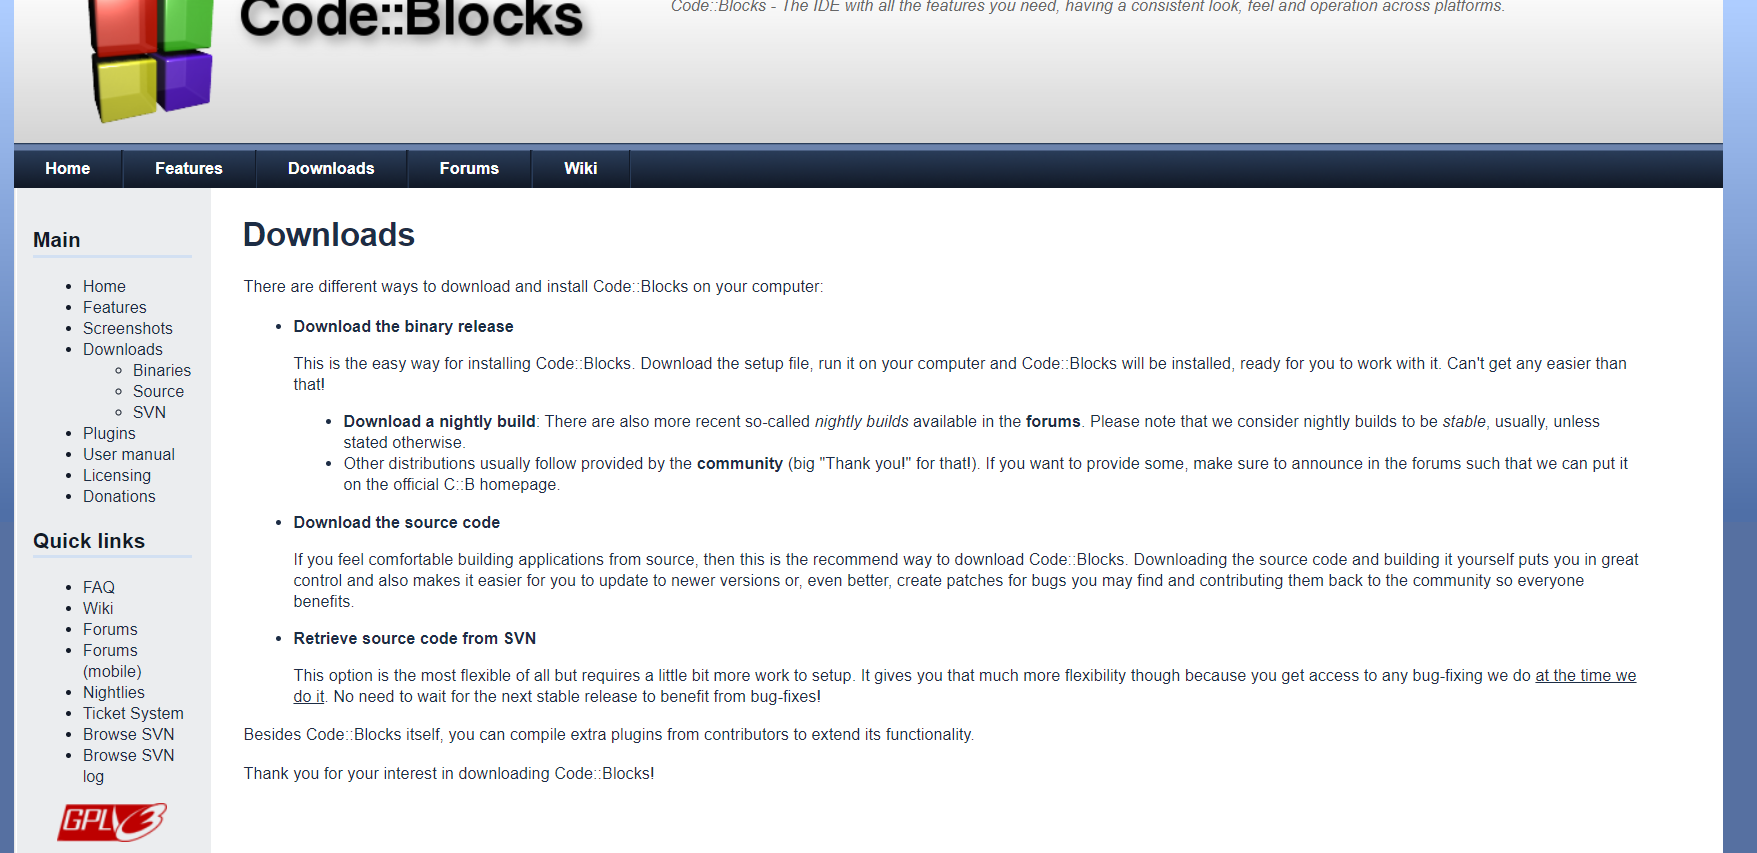 Code::Blocks
Code::Blocks - The IDE with all the features you need, having a consistent look, feel and operation across platforms.
Home Features Downloads Forums Wiki
Main
Home
Features
Screenshots
Downloads
Binaries
Source
SVN
Plugins
User manual
Licensing
Donations
Quick links
FAQ
Wiki
Forums
Forums
(mobile)
Nightlies
Ticket System
Browse SVN
Browse SVN
log
GPL v3
Downloads
There are different ways to download and install Code::Blocks on your computer:
Download the binary release
This is the easy way for installing Code::Blocks. Download the setup file, run it on your computer and Code::Blocks will be installed, ready for you to work with it. Can't get any easier than
that!
Download a nightly build: There are also more recent so-called nightly builds available in the forums. Please note that we consider nightly builds to be stable, usually, unless
stated otherwise.
Other distributions usually follow provided by the community (big "Thank you!" for that!). If you want to provide some, make sure to announce in the forums such that we can put it
on the official C::B homepage.
Download the source code
If you feel comfortable building applications from source, then this is the recommend way to download Code::Blocks. Downloading the source code and building it yourself puts you in great
control and also makes it easier for you to update to newer versions or, even better, create patches for bugs you may find and contributing them back to the community so everyone
benefits.
Retrieve source code from SVN
This option is the most flexible of all but requires a little bit more work to setup. It gives you that much more flexibility though because you get access to any bug-fixing we do at the time we
do it. No need to wait for the next stable release to benefit from bug-fixes!
Besides Code::Blocks itself, you can compile extra plugins from contributors to extend its functionality.
Thank you for your interest in downloading Code::Blocks!